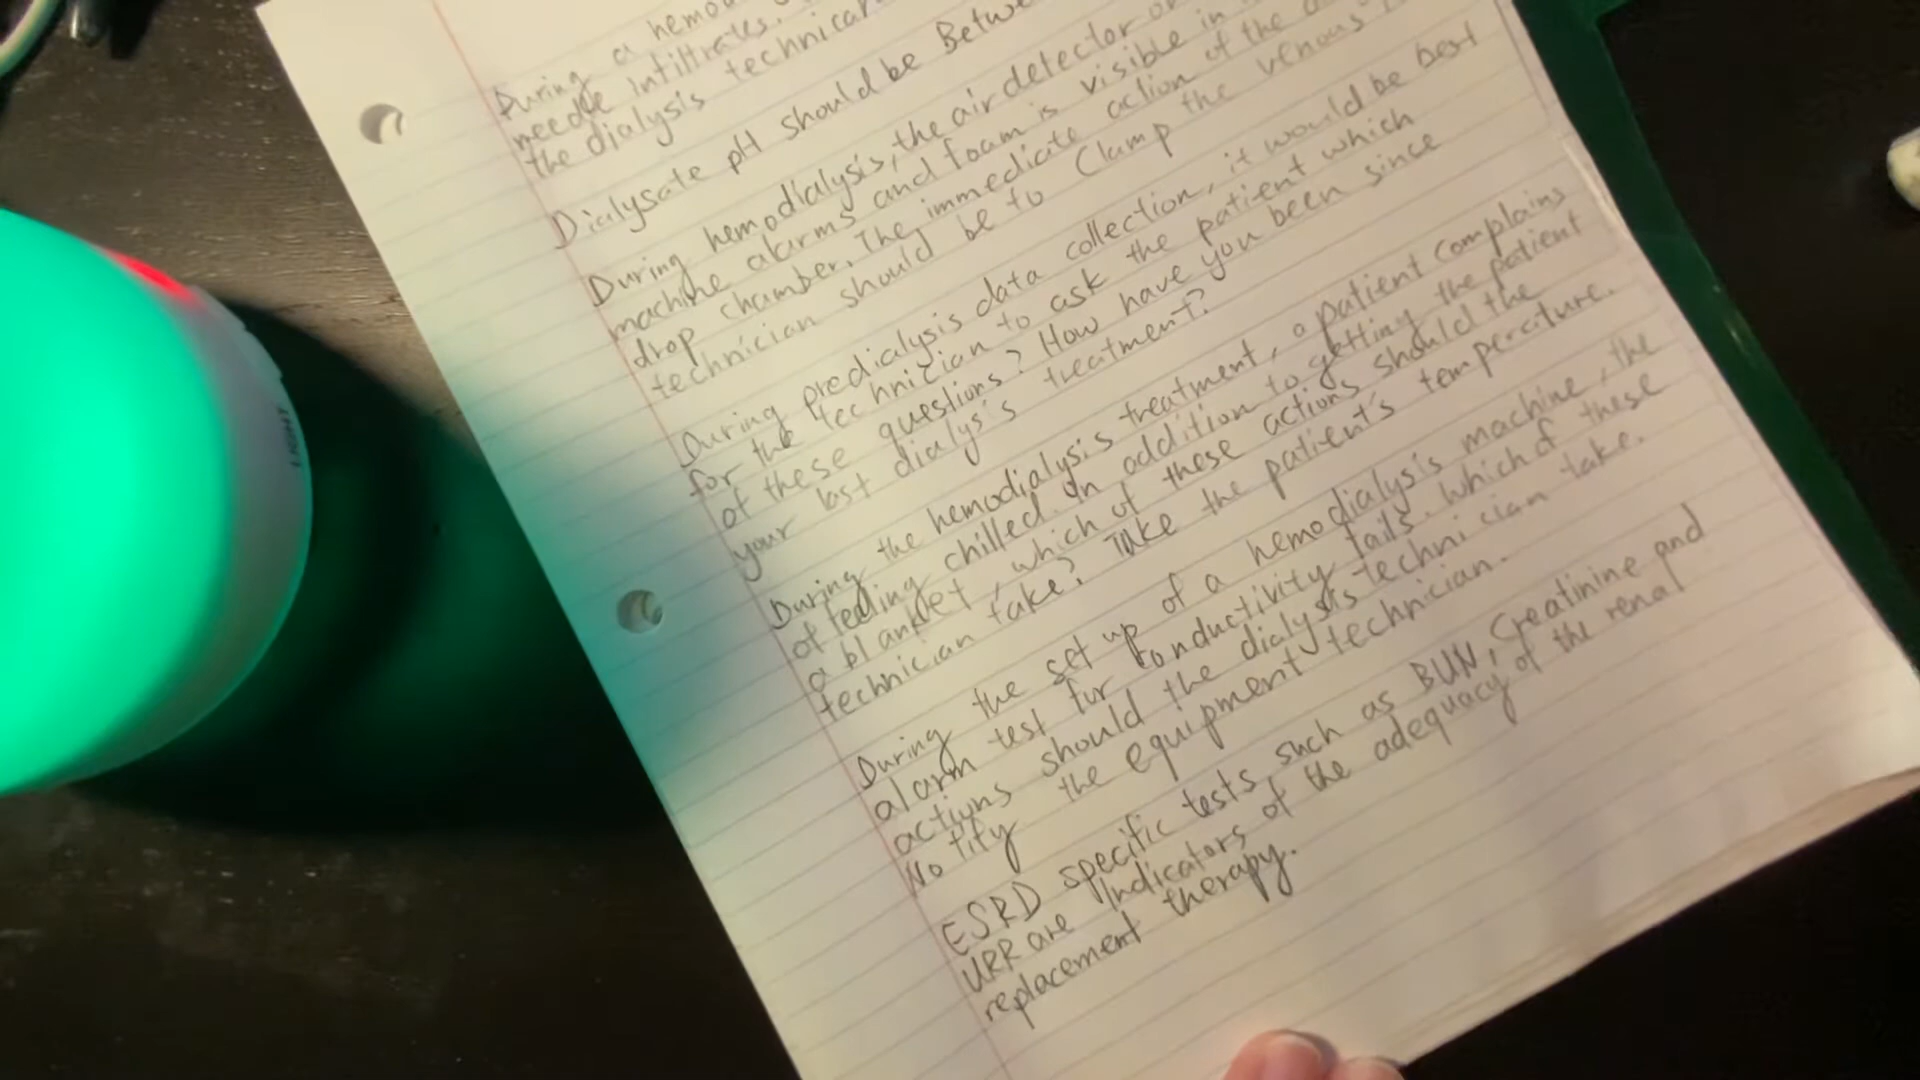 During a hemo
needle infiltrates.
the dialysis technician
Dialysate pH should be Betwe
During hemodialysis, the air detector or
machine alarms and foam is visible in
drop chamber. The immediate action of the
technician should be to Clamp the venous
During predialysis data collection, it would be best
for the technician to ask the patient which
of these questions? How have you been since
your last dialysis treatment?
During the hemodialysis treatment, a patient complains
of feeling chilled. In addition to getting the patient
a blanket, which of these actions should the
technician take? Take the patient's temperature.
During the set up of a hemodialysis machine, the
alarm test for conductivity fails. Which of these
actions should the dialysis technician take.
Notify the equipment technician.
ESRD specific tests such as BUN, Creatinine and
URR are Indicators of the adequacy of the renal
replacement therapy.
LIGHT